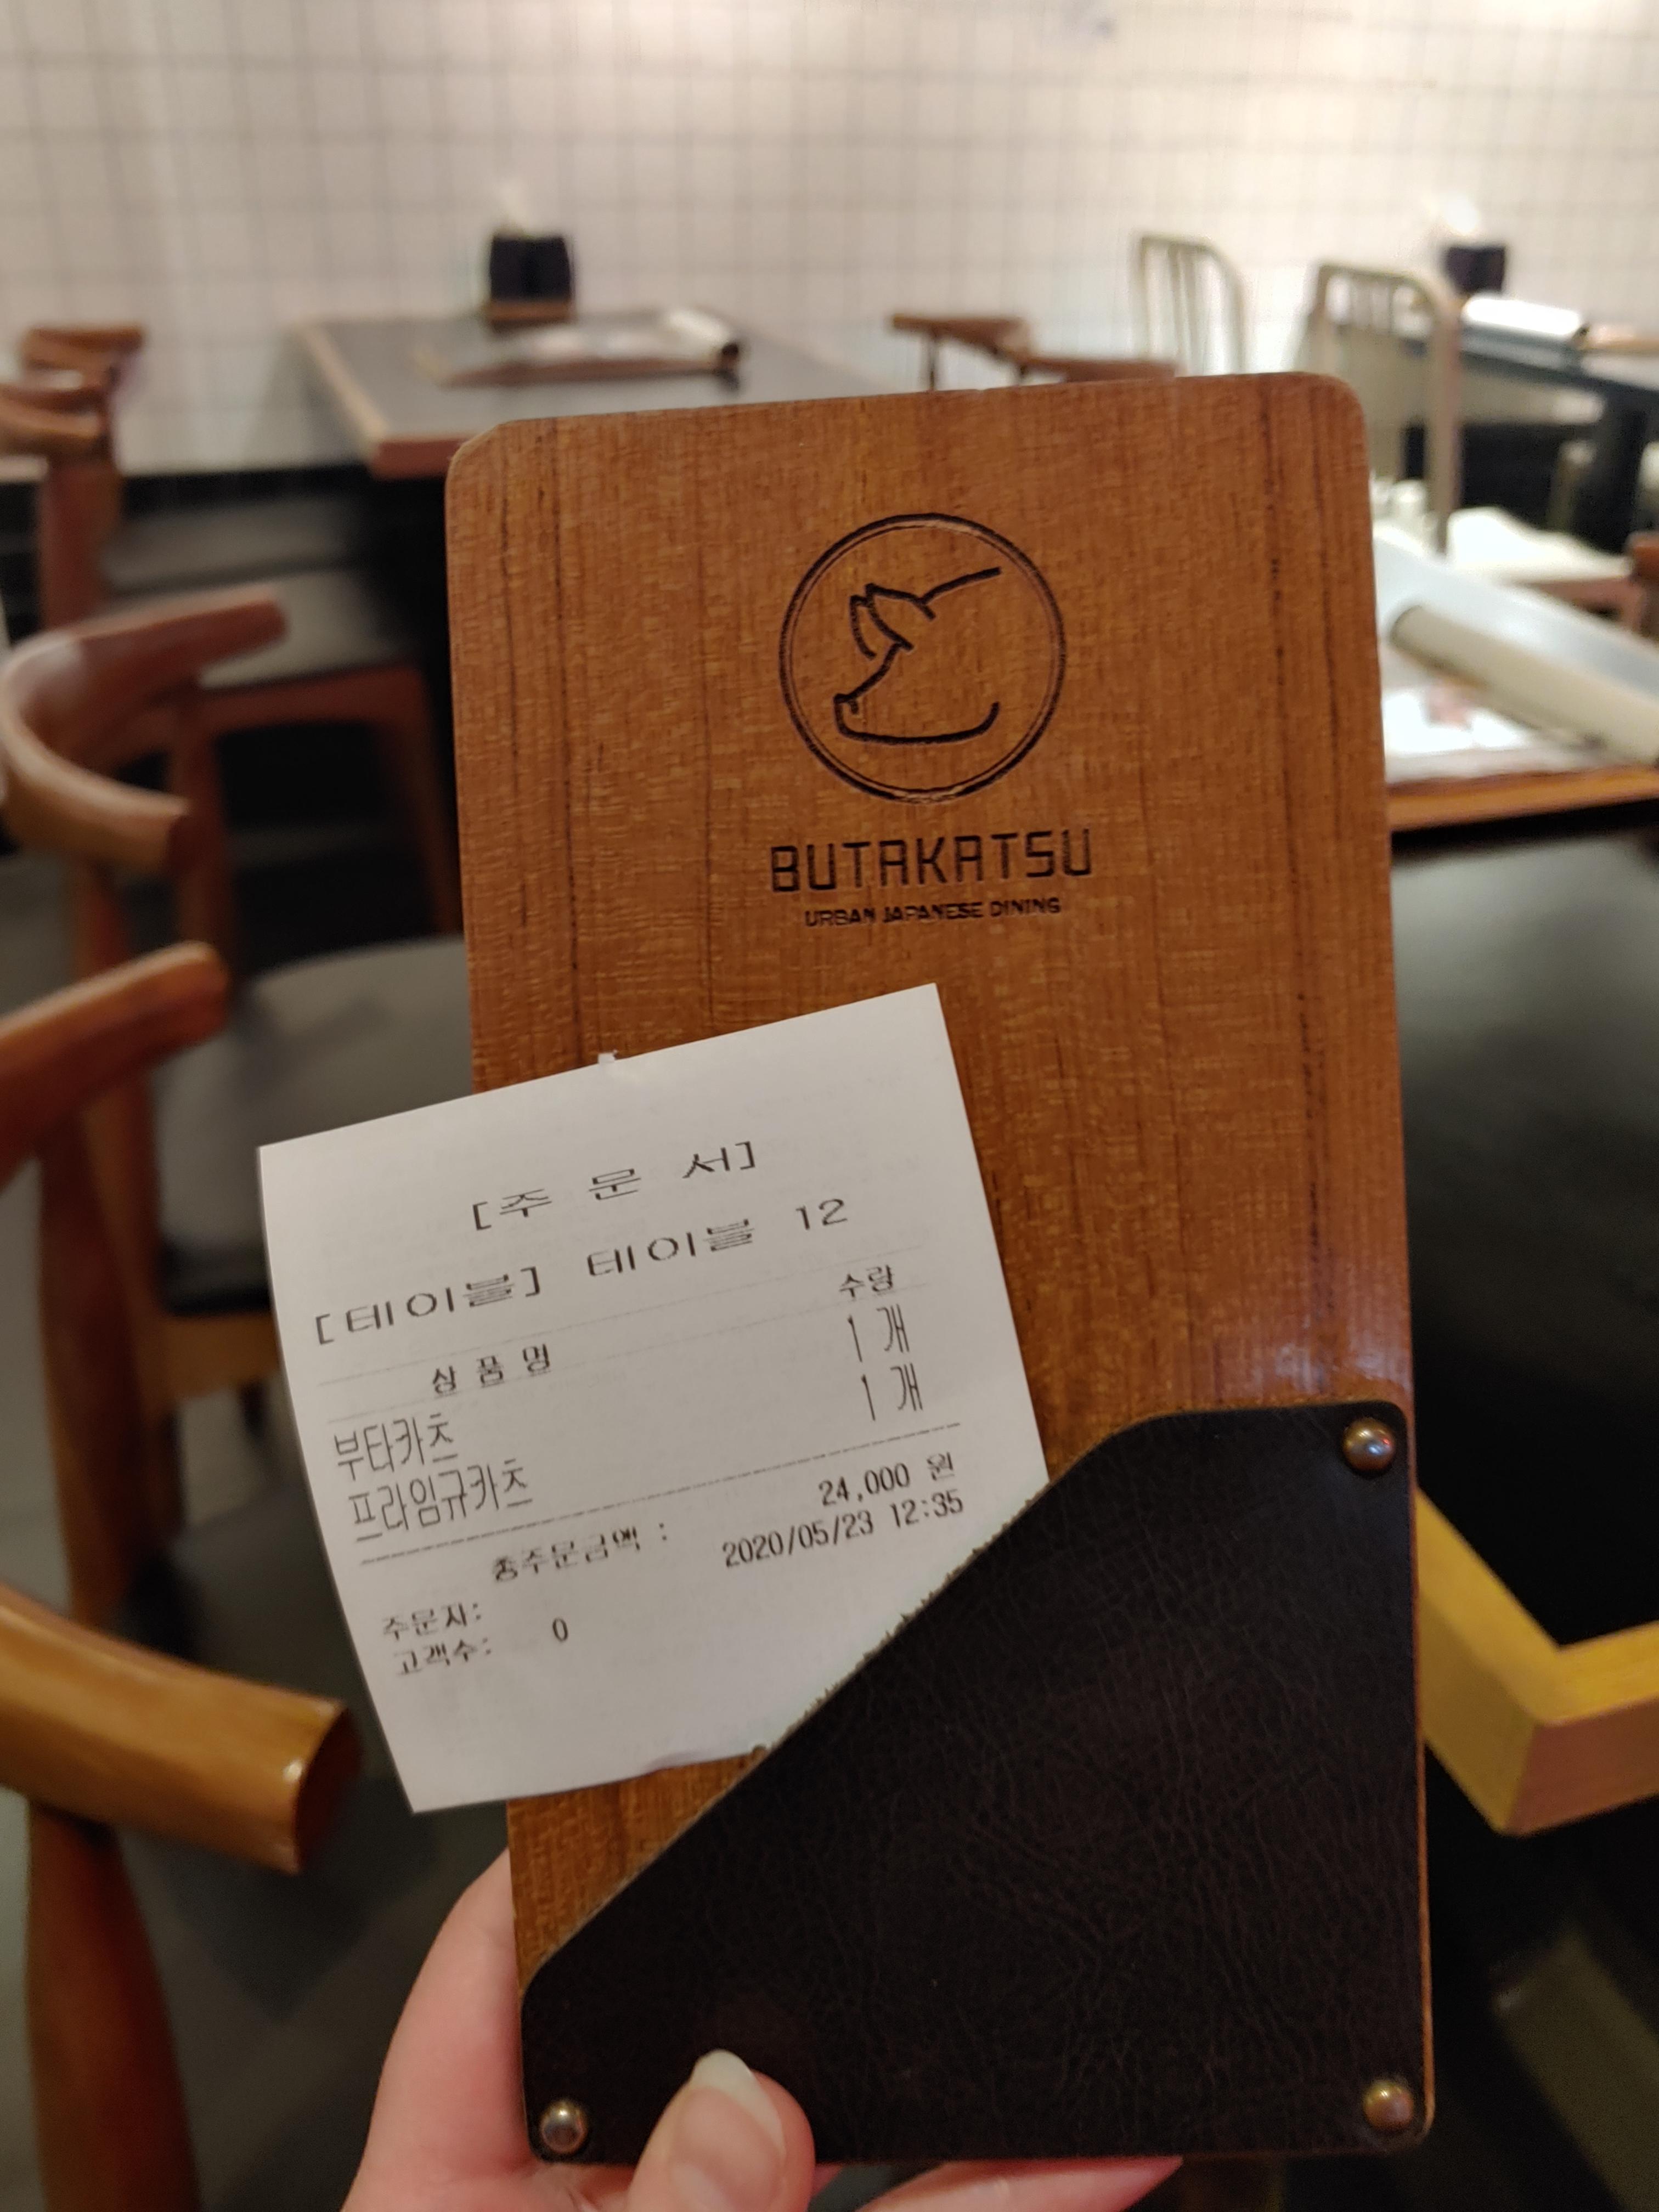 BUTAKATSU
URBAN JAPANESE DINING
[주 문 서]
[테이블] 테이블 12
상 품 명 수량
부타카츠 1 개
프라임규카츠 1 개
총주문금액 : 24,000 원
주문자: 2020/05/23 12:35
고객수: 0